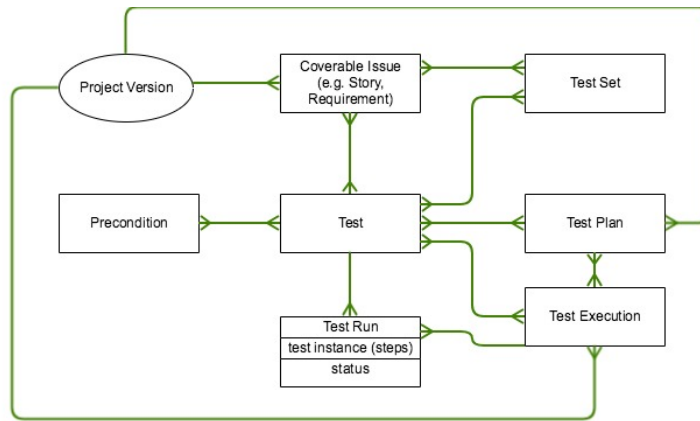 Project Version
Coverable Issue
(e.g. Story,
Requirement)
Test Set
Precondition
Test
Test Plan
Test Execution
Test Run
test instance (steps)
status